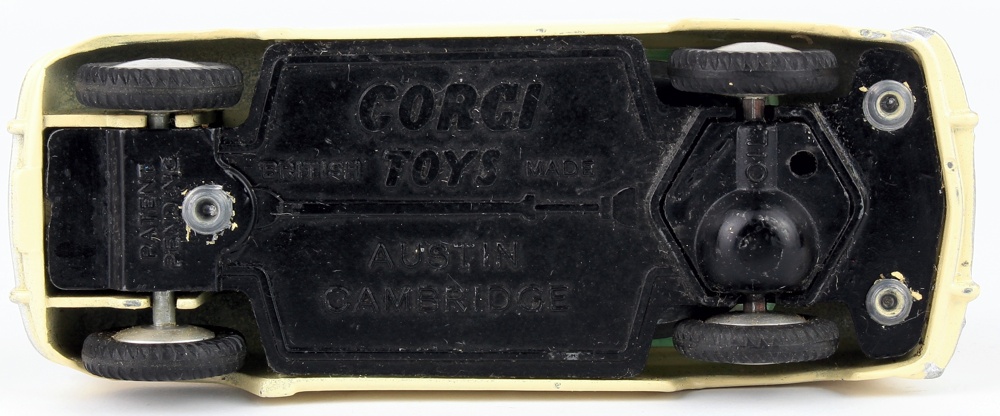 CORGI
BRITISH TOYS MADE
AUSTIN
CAMBRIDGE
PATENT
PENDING